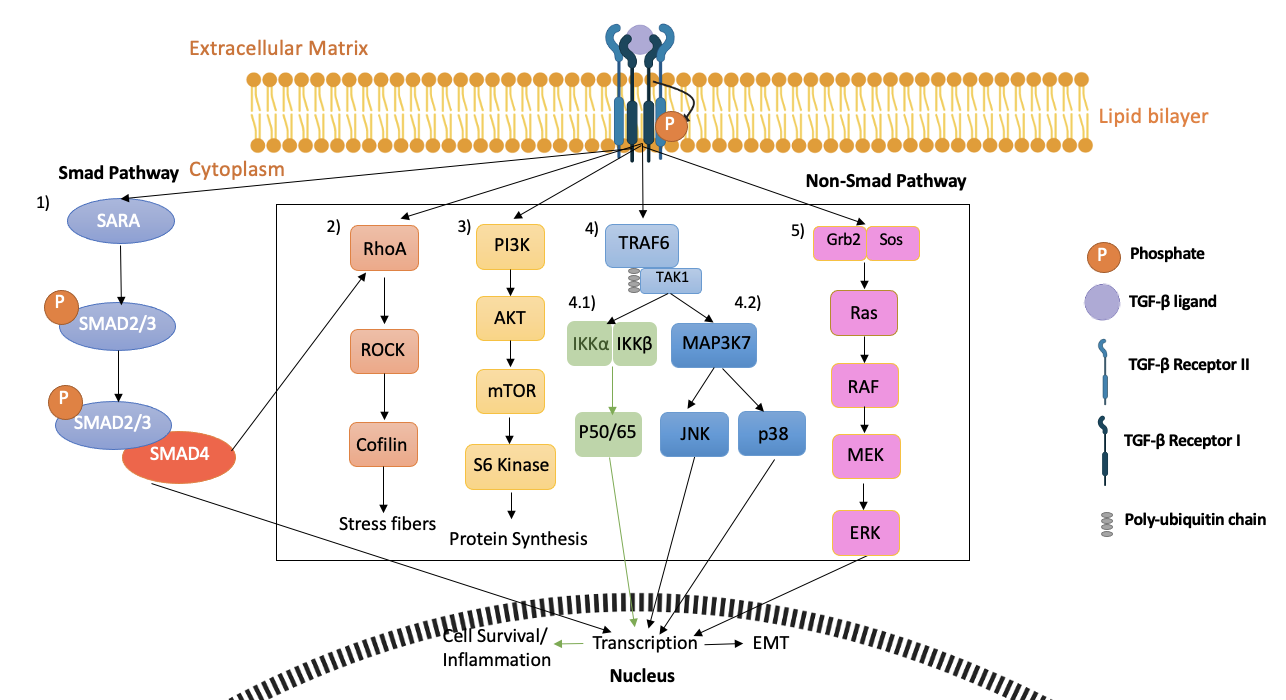 Extracellular Matrix
P
Lipid bilayer
Cytoplasm
Smad Pathway
Non-Smad Pathway
1)
SARA
P
SMAD2/3
P
SMAD2/3
SMAD4
2)
RhoA
ROCK
Cofilin
Stress fibers
3)
PI3K
AKT
mTOR
S6 Kinase
Protein Synthesis
4)
TRAF6
TAK1
4.1)
IKKα
IKKβ
P50/65
4.2)
MAP3K7
JNK
p38
5)
Grb2
Sos
Ras
RAF
MEK
ERK
Cell Survival/
Inflammation
Transcription
EMT
Nucleus
P
Phosphate
TGF-β ligand
TGF-β Receptor II
TGF-β Receptor I
Poly-ubiquitin chain